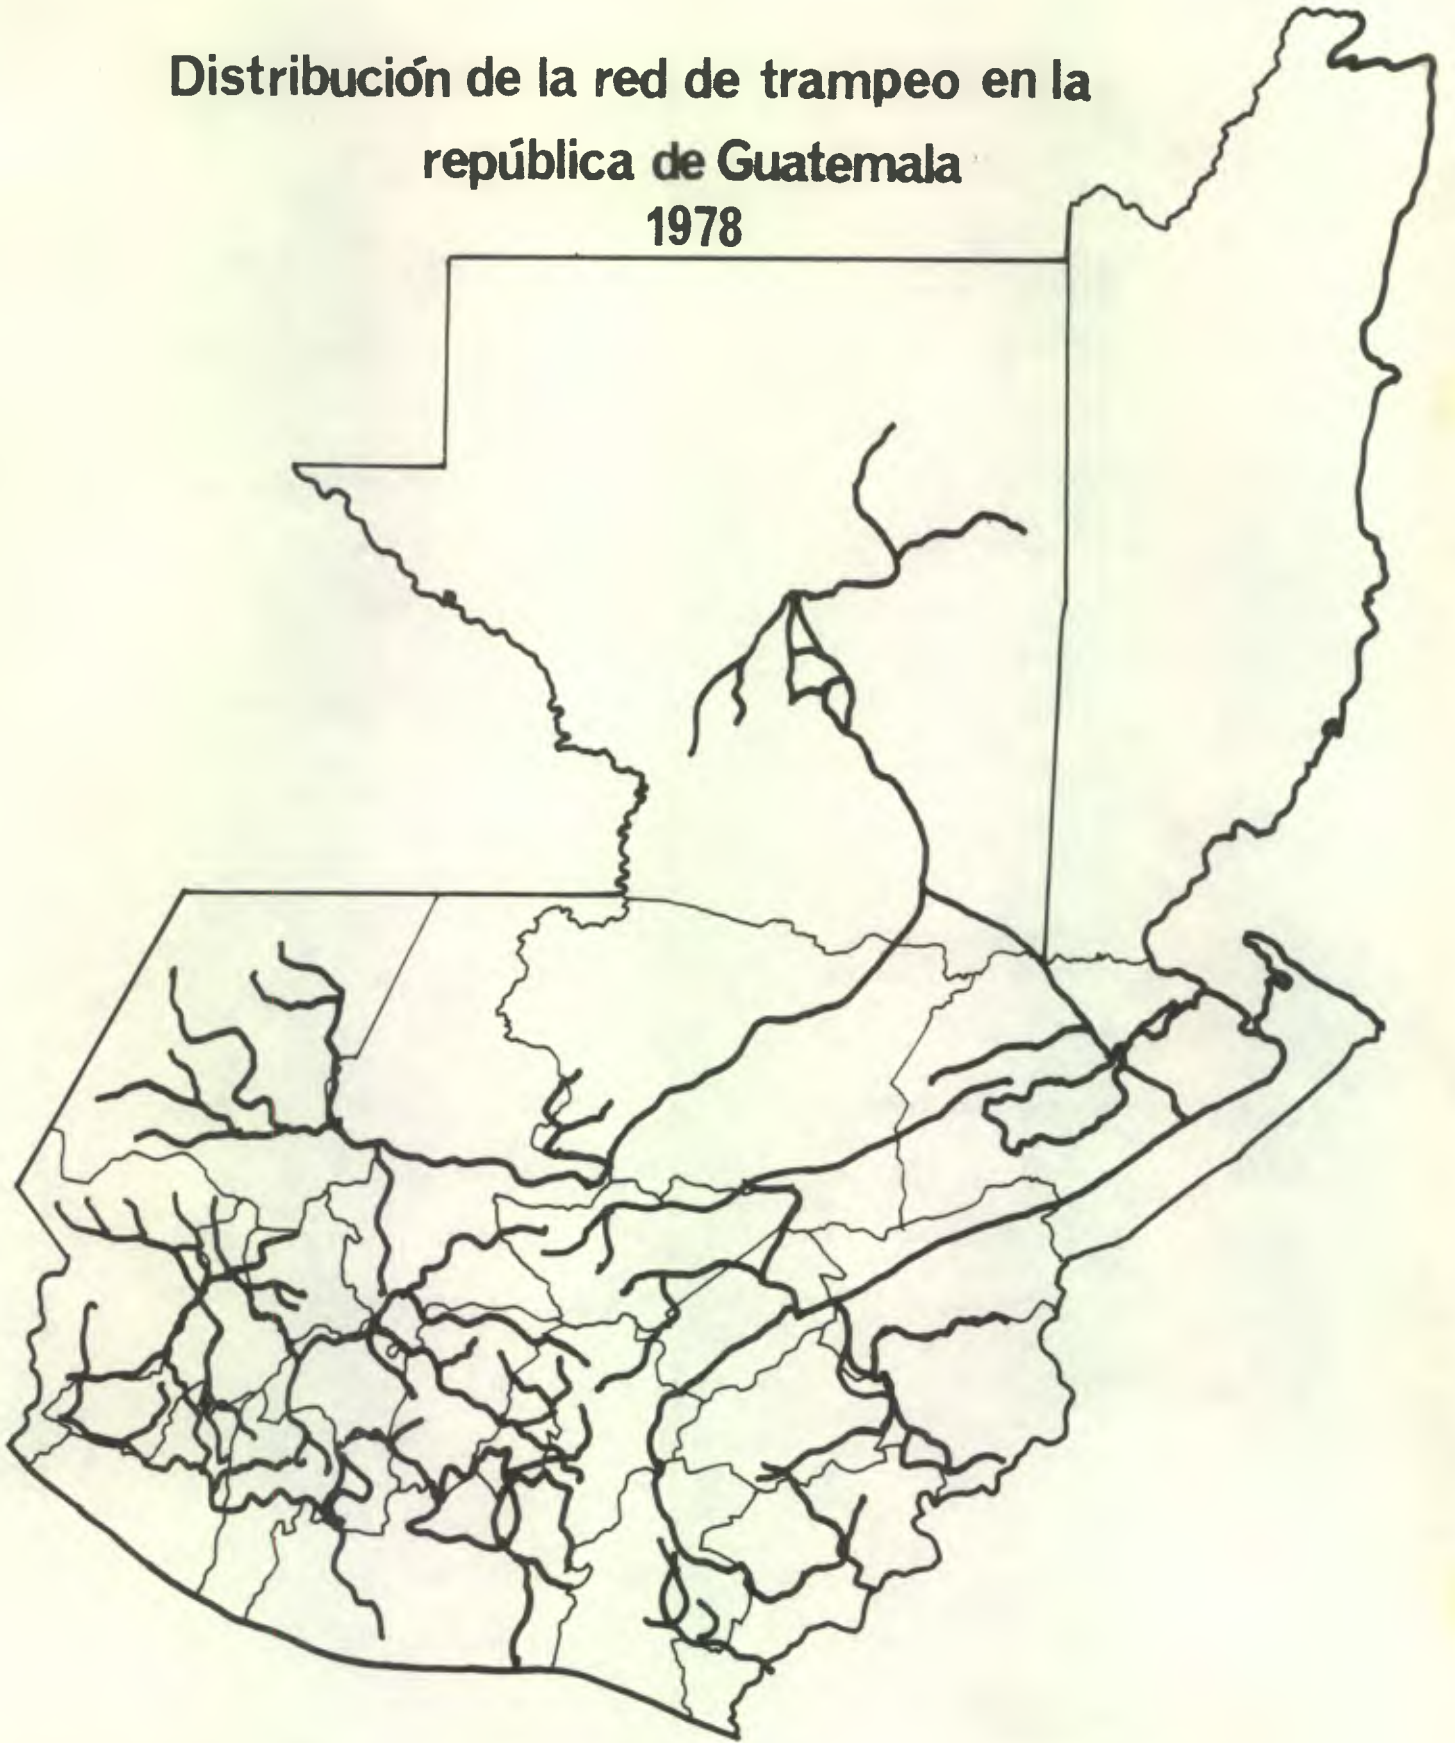 Distribución de la red de trampeo en la
república de Guatemala
1978